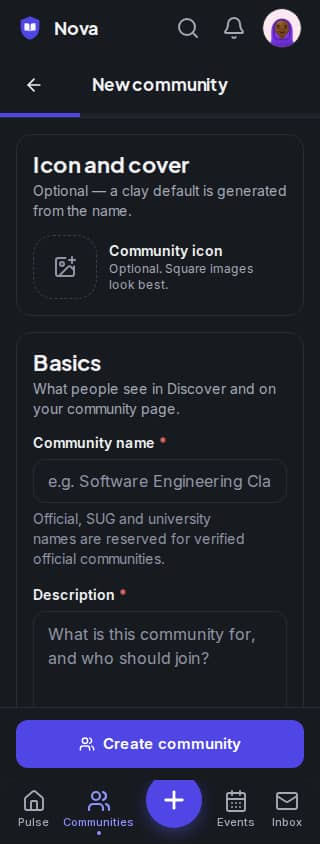 Nova
New community
Icon and cover
Optional — a clay default is generated
from the name.
Community icon
Optional. Square images
look best.
Basics
What people see in Discover and on
your community page.
Community name *
e.g. Software Engineering Cla
Official, SUG and university
names are reserved for verified
official communities.
Description *
What is this community for,
and who should join?
Create community
Pulse
Communities
Events
Inbox